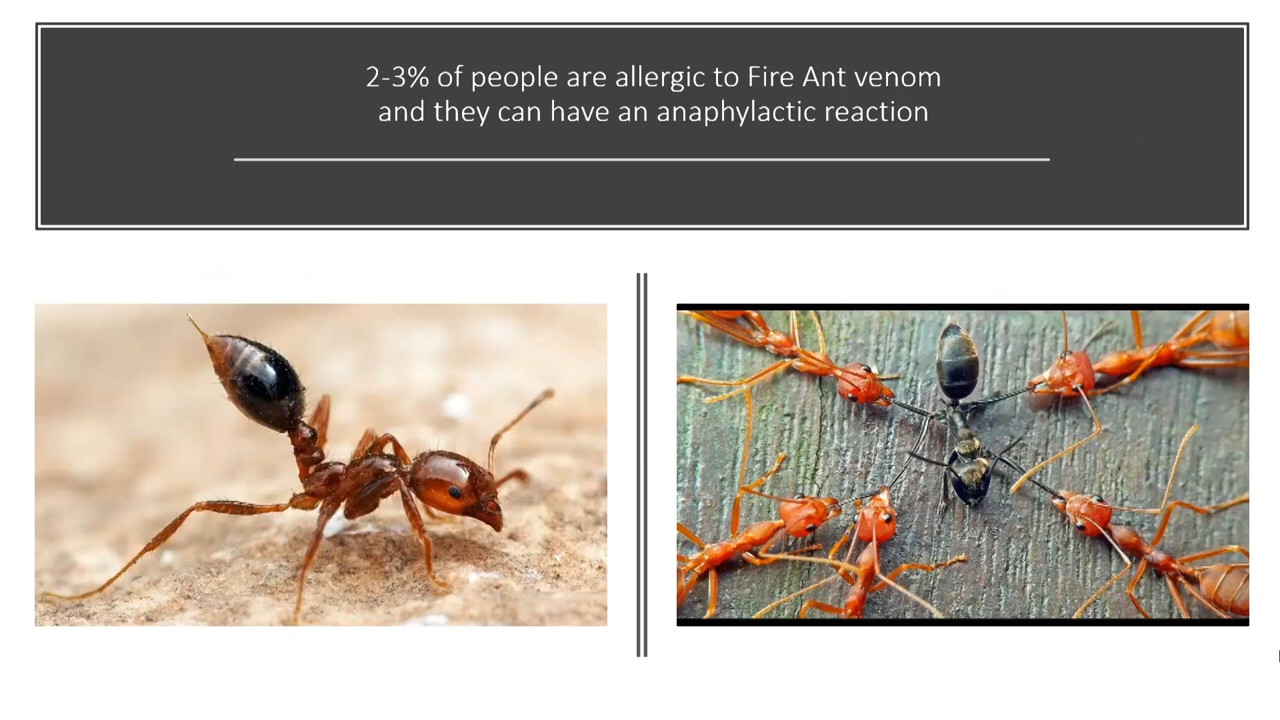 2-3% of people are allergic to Fire Ant venom
and they can have an anaphylactic reaction